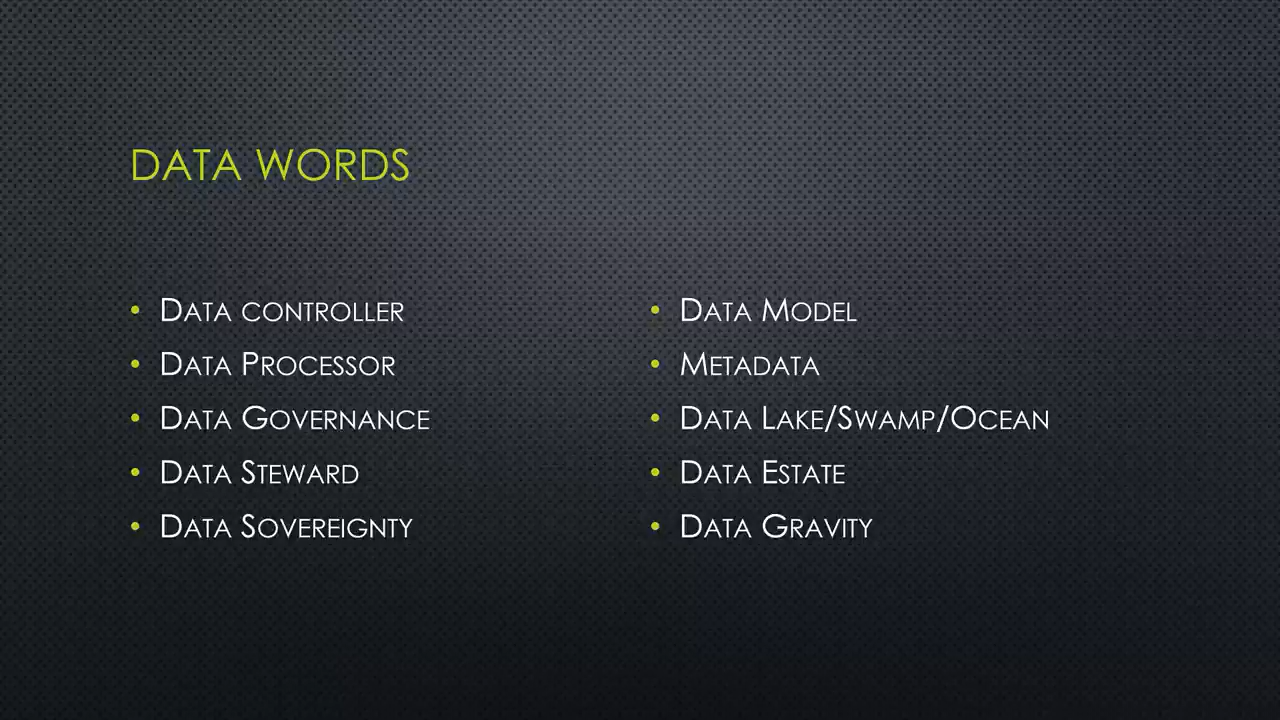 DATA WORDS
• DATA CONTROLLER
• DATA PROCESSOR
• DATA GOVERNANCE
• DATA STEWARD
• DATA SOVEREIGNTY
• DATA MODEL
• METADATA
• DATA LAKE/SWAMP/OCEAN
• DATA ESTATE
• DATA GRAVITY